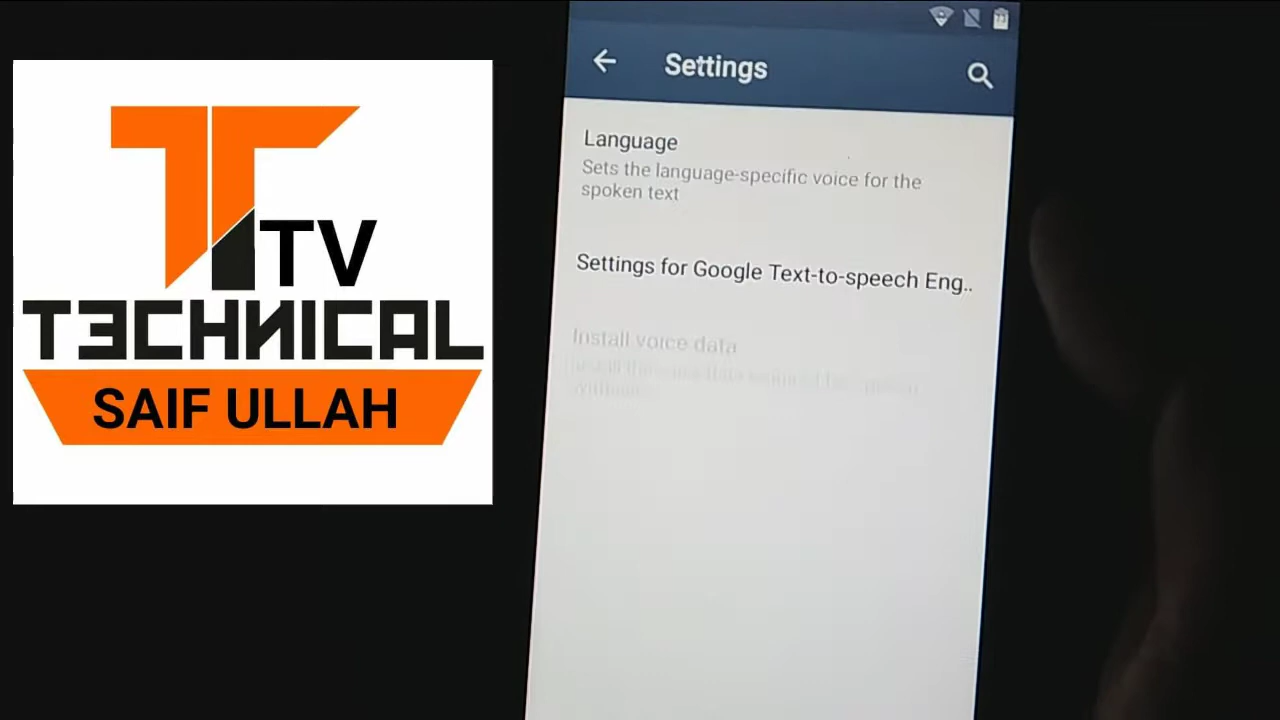 TV
TECHNICAL
SAIF ULLAH
Settings
Language
Sets the language-specific voice for the
spoken text
Settings for Google Text-to-speech Eng..
Install voice data